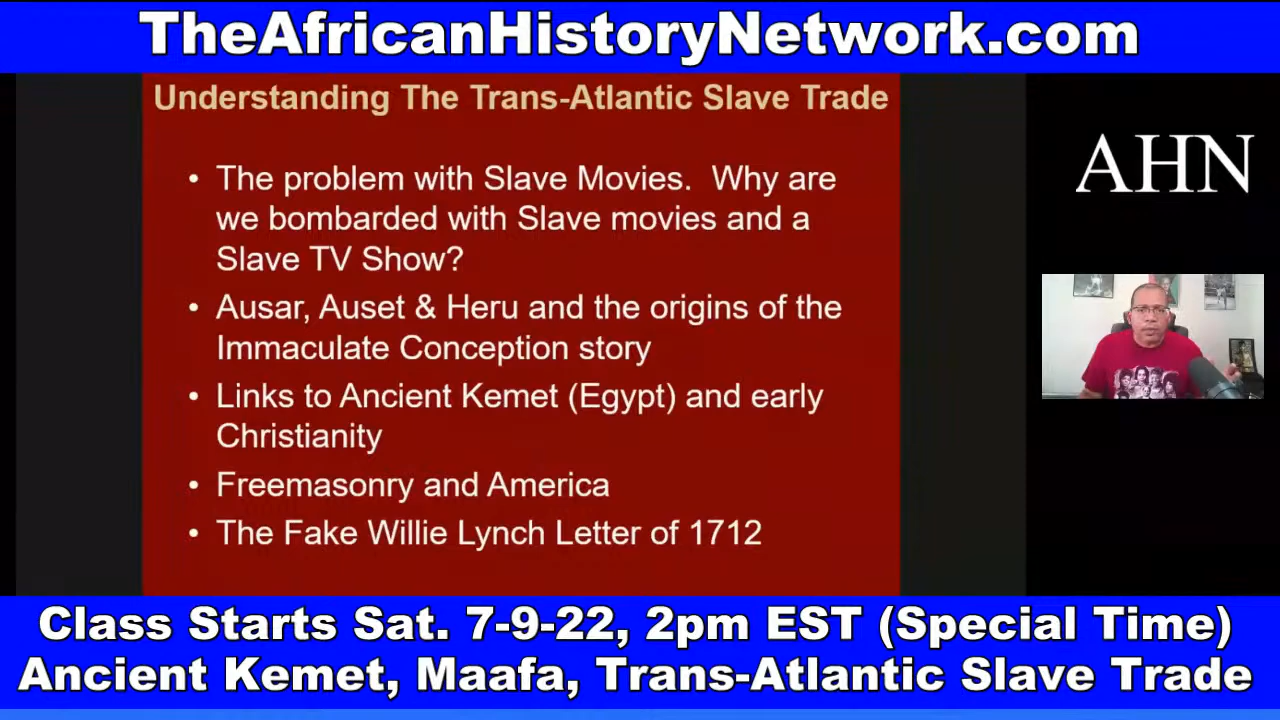 TheAfricanHistoryNetwork.com
Understanding The Trans-Atlantic Slave Trade
AHN
• The problem with Slave Movies.  Why are
we bombarded with Slave movies and a
Slave TV Show?
• Ausar, Auset & Heru and the origins of the
Immaculate Conception story
• Links to Ancient Kemet (Egypt) and early
Christianity
• Freemasonry and America
• The Fake Willie Lynch Letter of 1712
Class Starts Sat. 7-9-22, 2pm EST (Special Time)
Ancient Kemet, Maafa, Trans-Atlantic Slave Trade